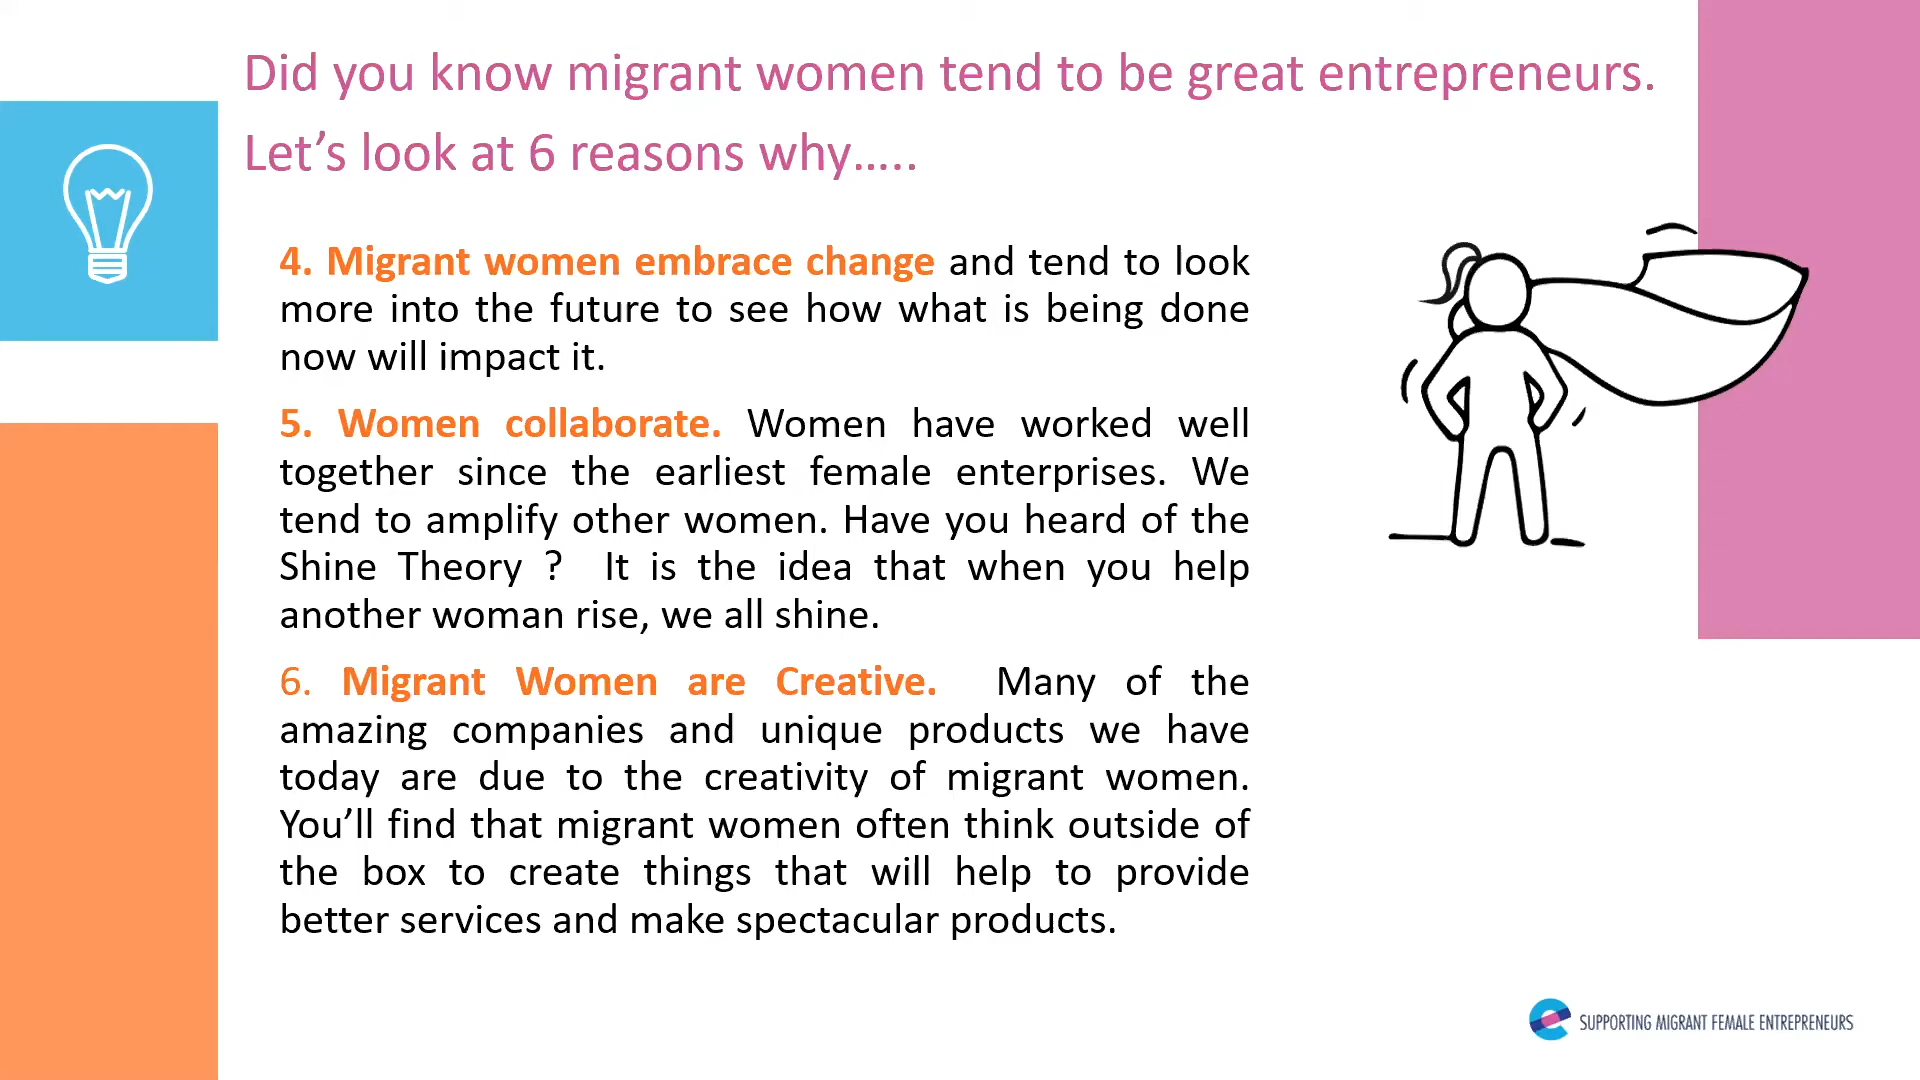 Did you know migrant women tend to be great entrepreneurs.
Let’s look at 6 reasons why…..
4. Migrant women embrace change and tend to look
more into the future to see how what is being done
now will impact it.
5. Women collaborate. Women have worked well
together since the earliest female enterprises. We
tend to amplify other women. Have you heard of the
Shine Theory ? It is the idea that when you help
another woman rise, we all shine.
6. Migrant Women are Creative. Many of the
amazing companies and unique products we have
today are due to the creativity of migrant women.
You’ll find that migrant women often think outside of
the box to create things that will help to provide
better services and make spectacular products.
SUPPORTING MIGRANT FEMALE ENTREPRENEURS